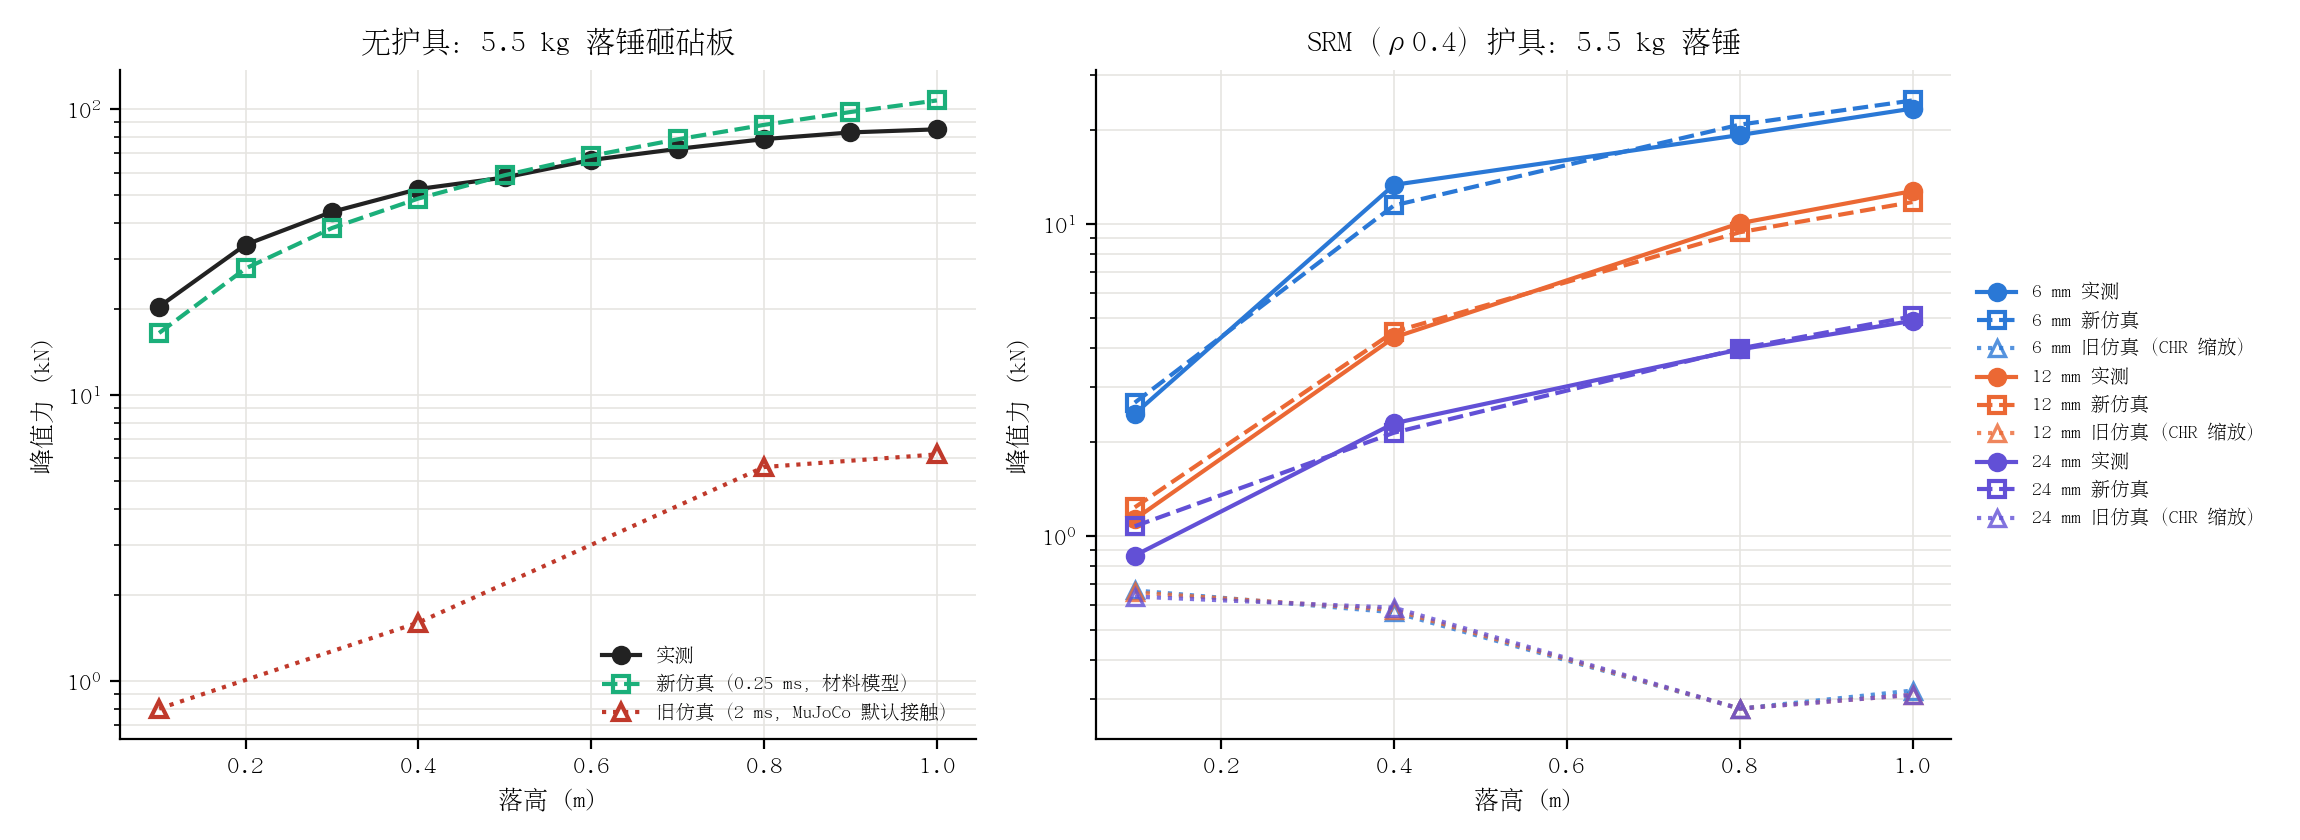 无护具: 5.5 kg 落锤砸砧板
峰值力 (kN)
10²
10¹
10⁰
0.2
0.4
0.6
0.8
1.0
落高 (m)
实测
新仿真 (0.25 ms, 材料模型)
旧仿真 (2 ms, MuJoCo 默认接触)
SRM (ρ0.4) 护具: 5.5 kg 落锤
峰值力 (kN)
10¹
10⁰
0.2
0.4
0.6
0.8
1.0
落高 (m)
6 mm 实测
6 mm 新仿真
6 mm 旧仿真 (CHR 缩放)
12 mm 实测
12 mm 新仿真
12 mm 旧仿真 (CHR 缩放)
24 mm 实测
24 mm 新仿真
24 mm 旧仿真 (CHR 缩放)